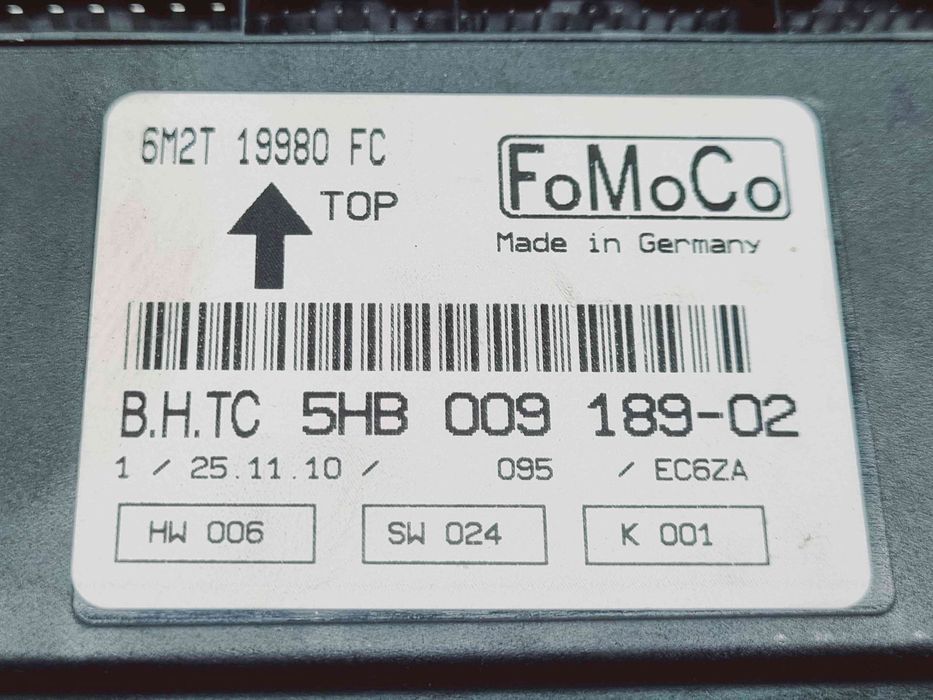 6M2T 19980 FC
TOP
FoMoCo
Made in Germany
B.H.TC 5HB 009 189-02
1 / 25.11.10 / 095 / EC6ZA
HW 006
SW 024
K 001